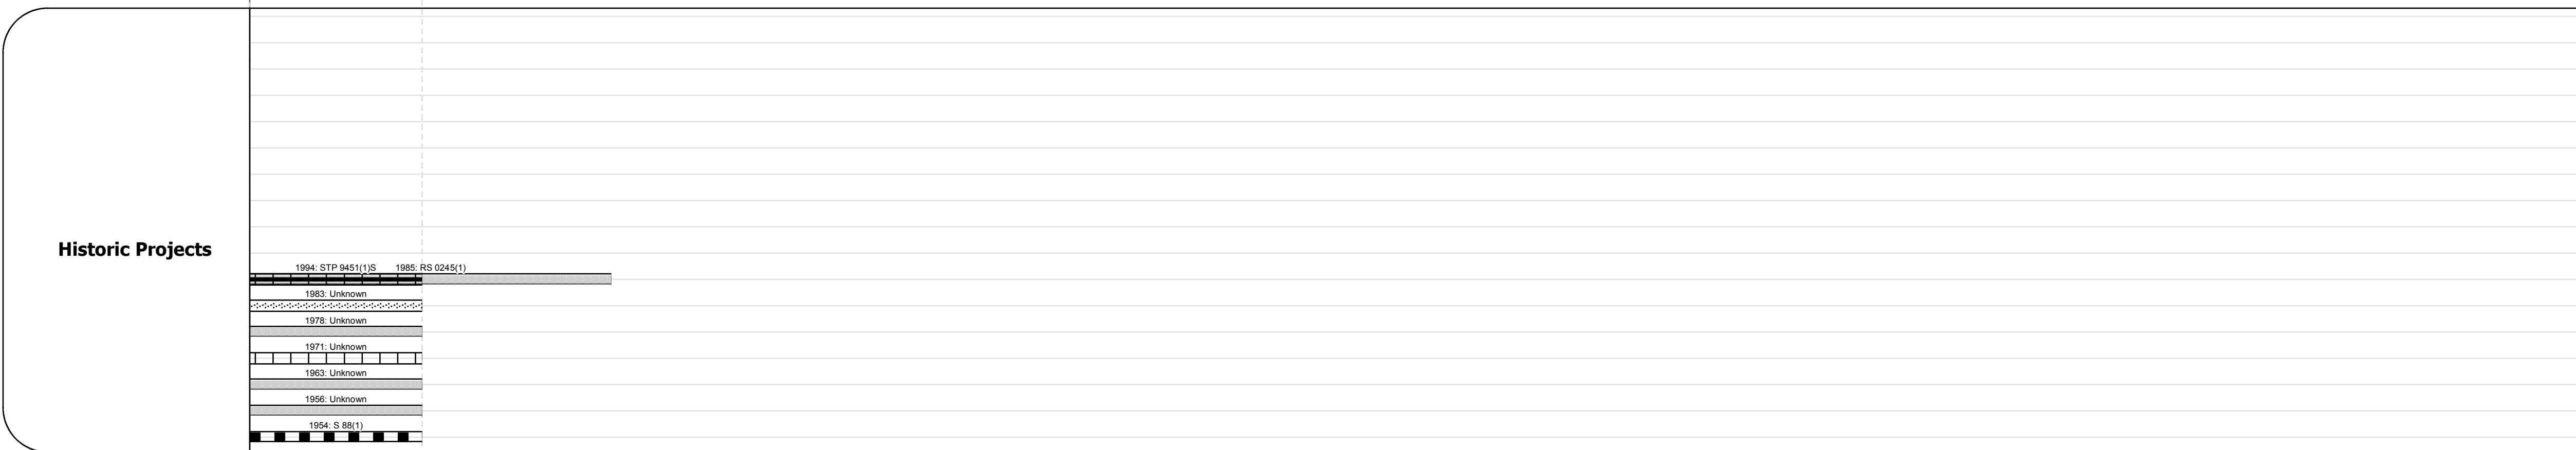 Historic Projects
1994: STP 9451(1)S 1985: RS 0245(1)
1983: Unknown
1978: Unknown
1971: Unknown
1963: Unknown
1956: Unknown
1954: S 88(1)